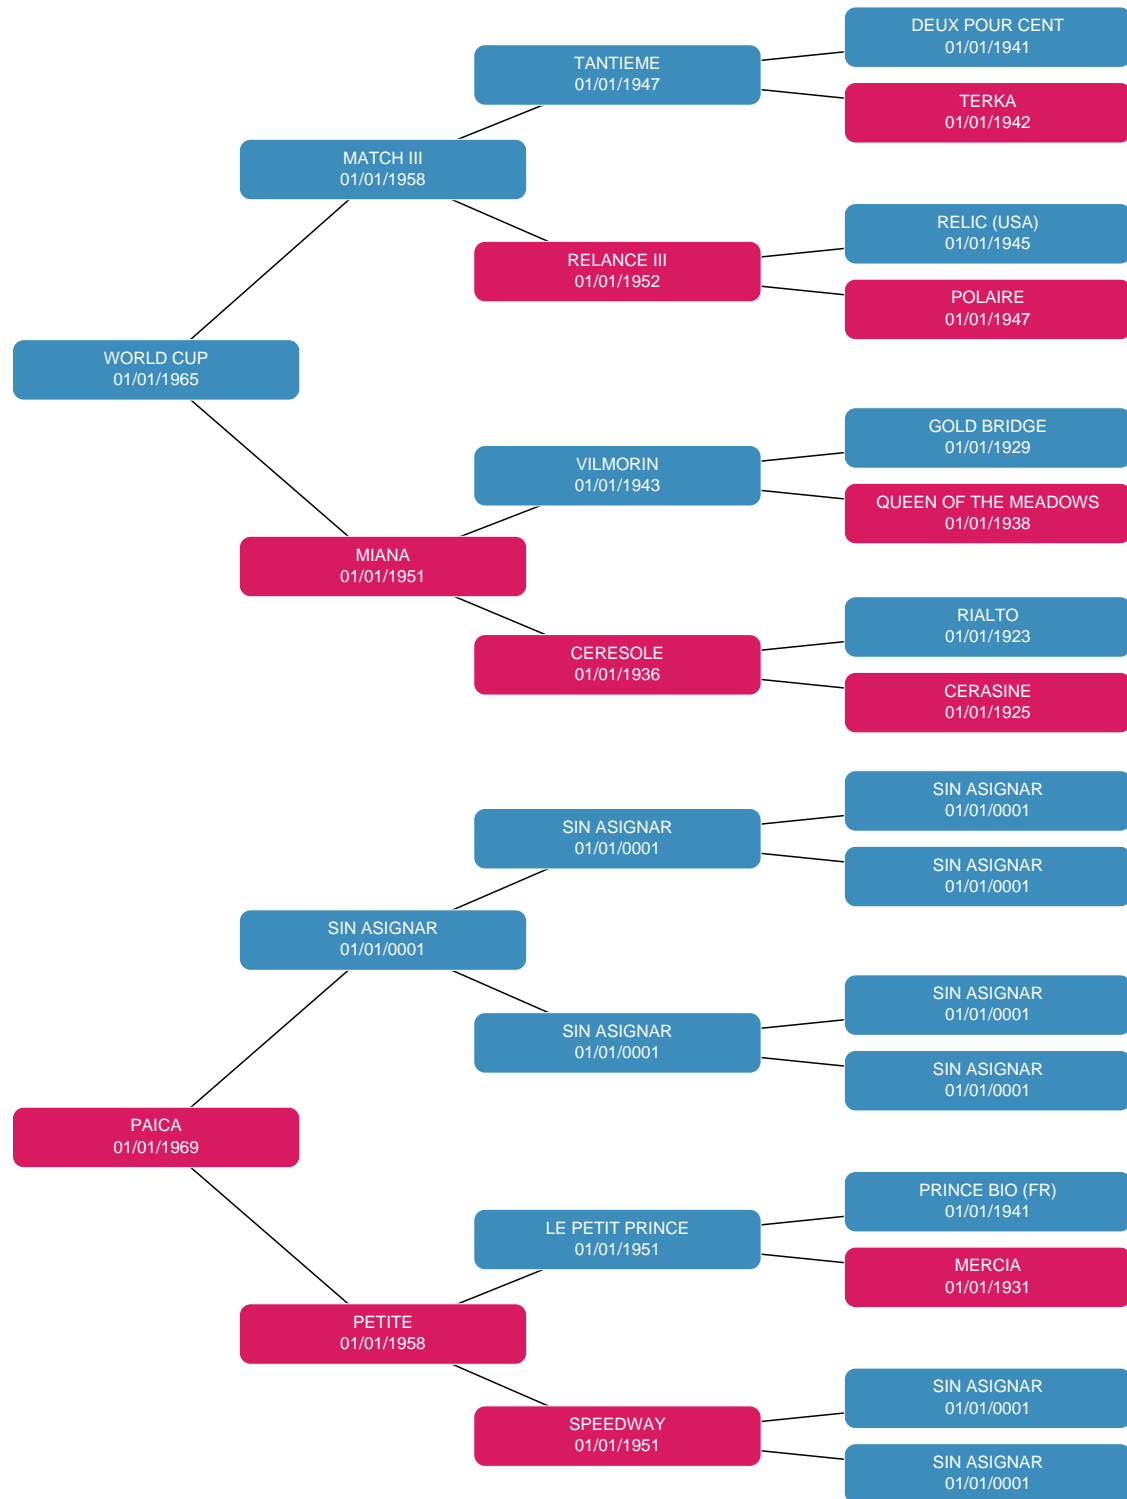 DEUX POUR CENT
01/01/1941
TANTIEME
01/01/1947
TERKA
01/01/1942
MATCH III
01/01/1958
RELIC (USA)
01/01/1945
RELANCE III
01/01/1952
POLAIRE
01/01/1947
WORLD CUP
01/01/1965
GOLD BRIDGE
01/01/1929
VILMORIN
01/01/1943
QUEEN OF THE MEADOWS
01/01/1938
MIANA
01/01/1951
RIALTO
01/01/1923
CERESOLE
01/01/1936
CERASINE
01/01/1925
SIN ASIGNAR
01/01/0001
SIN ASIGNAR
01/01/0001
SIN ASIGNAR
01/01/0001
SIN ASIGNAR
01/01/0001
SIN ASIGNAR
01/01/0001
SIN ASIGNAR
01/01/0001
SIN ASIGNAR
01/01/0001
PAICA
01/01/1969
PRINCE BIO (FR)
01/01/1941
LE PETIT PRINCE
01/01/1951
MERCIA
01/01/1931
PETITE
01/01/1958
SIN ASIGNAR
01/01/0001
SPEEDWAY
01/01/1951
SIN ASIGNAR
01/01/0001